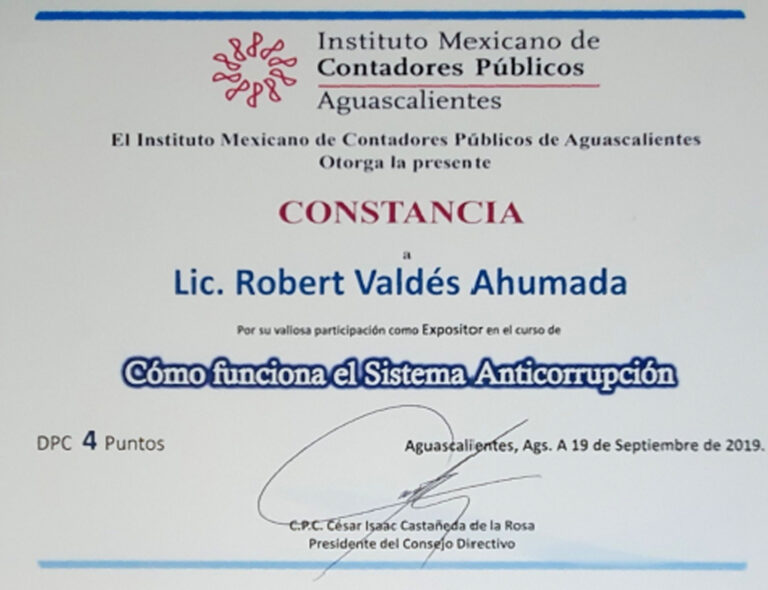 Instituto Mexicano de
Contadores Públicos
Aguascalientes
El Instituto Mexicano de Contadores Públicos de Aguascalientes
Otorga la presente
CONSTANCIA
a
Lic. Robert Valdés Ahumada
Por su valiosa participación como Expositor en el curso de
Cómo funciona el Sistema Anticorrupción
DPC 4 Puntos
Aguascalientes, Ags. A 19 de Septiembre de 2019.
C.P.C. César Isaac Castañeda de la Rosa
Presidente del Consejo Directivo